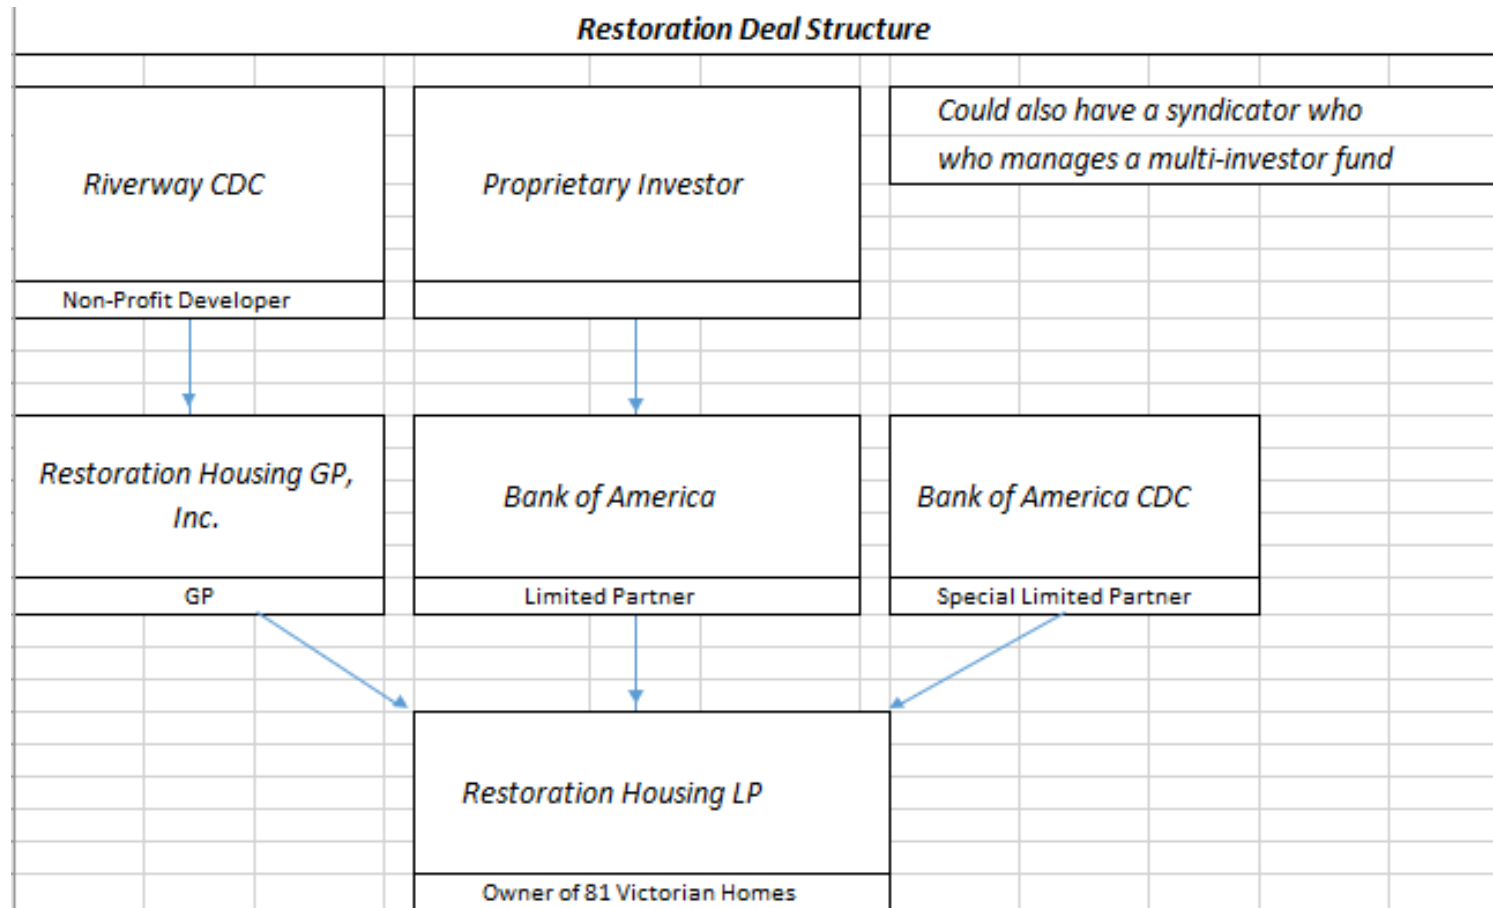 Restoration Deal Structure
Riverway CDC
Non-Profit Developer
Proprietary Investor
Could also have a syndicator who
who manages a multi-investor fund
Restoration Housing GP,
Inc.
GP
Bank of America
Limited Partner
Bank of America CDC
Special Limited Partner
Restoration Housing LP
Owner of 81 Victorian Homes